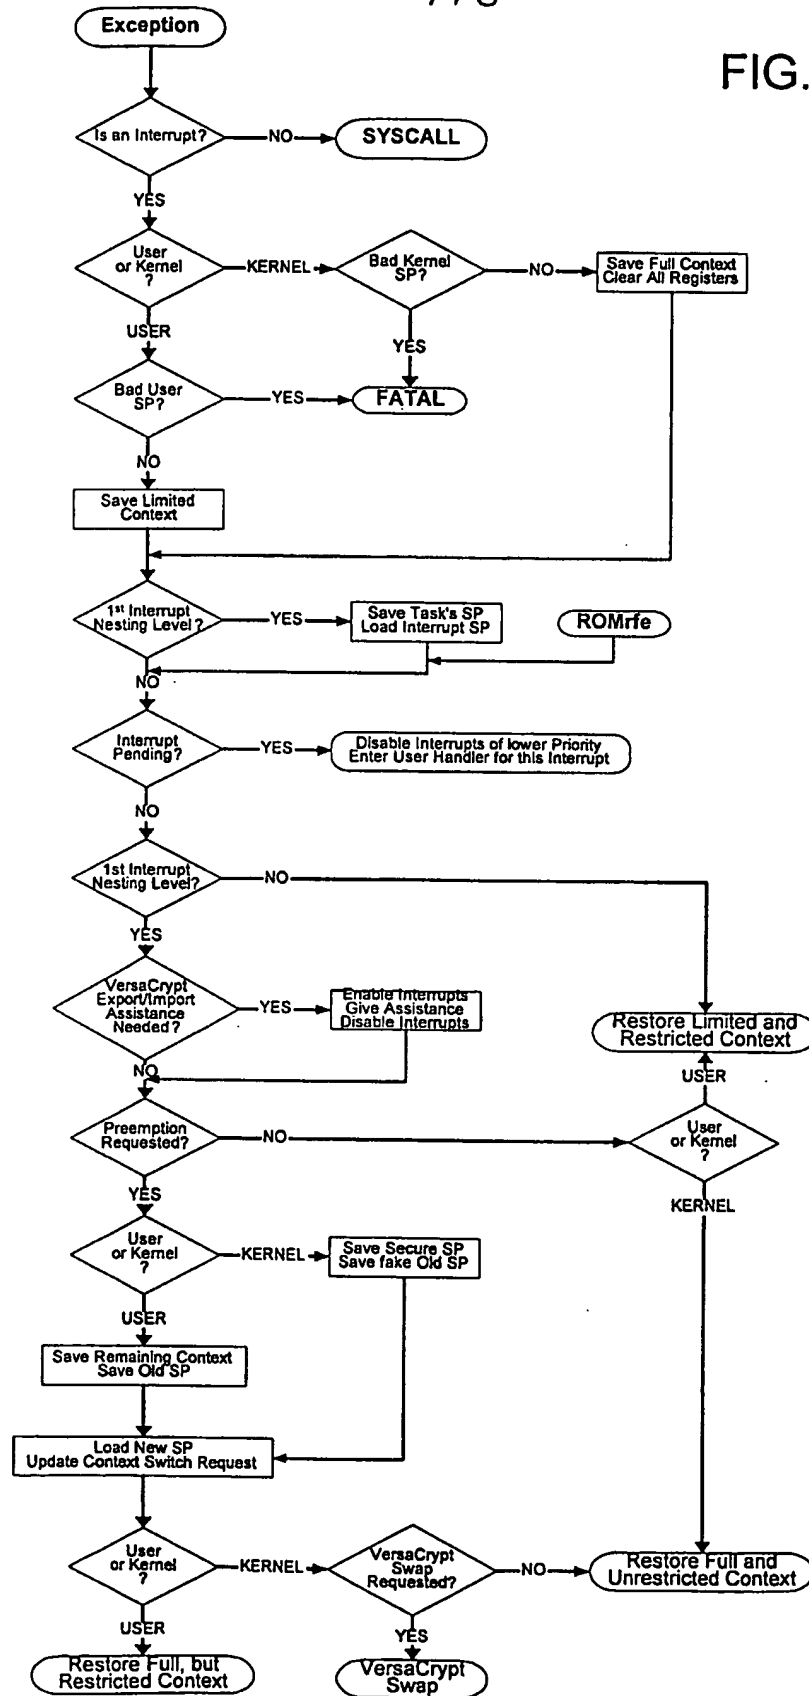 FIG.
Exception
Is an Interrupt?
NO
SYSCALL
YES
User
or Kernel
?
KERNEL
Bad Kernel
SP?
NO
Save Full Context
Clear All Registers
USER
YES
Bad User
SP?
YES
FATAL
NO
Save Limited
Context
1st Interrupt
Nesting Level?
YES
Save Task's SP
Load Interrupt SP
ROMrfe
NO
Interrupt
Pending?
YES
Disable Interrupts of lower Priority
Enter User Handler for this Interrupt
NO
1st Interrupt
Nesting Level?
NO
YES
VersaCrypt
Export/Import
Assistance
Needed?
YES
Enable Interrupts
Give Assistance
Disable Interrupts
Restore Limited and
Restricted Context
NO
USER
Preemption
Requested?
NO
User
or Kernel
?
YES
KERNEL
User
or Kernel
?
KERNEL
Save Secure SP
Save fake Old SP
USER
Save Remaining Context
Save Old SP
Load New SP
Update Context Switch Request
User
or Kernel
?
KERNEL
VersaCrypt
Swap
Requested?
NO
Restore Full and
Unrestricted Context
USER
YES
Restore Full, but
Restricted Context
VersaCrypt
Swap